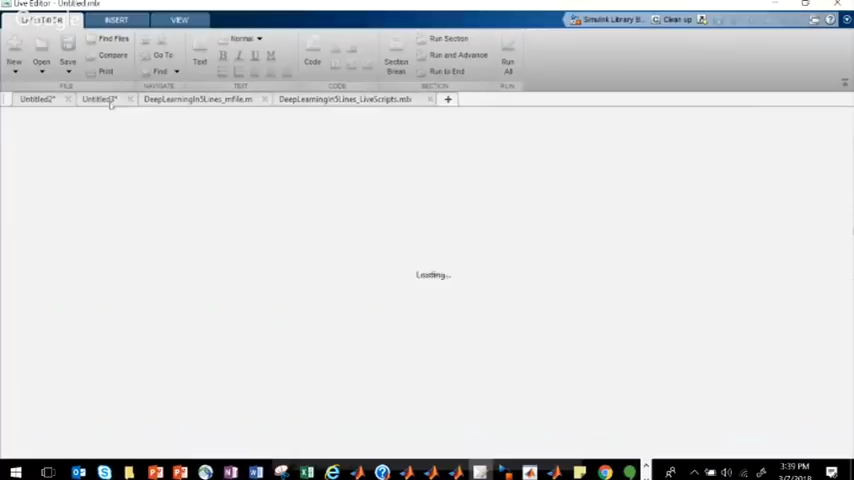 Live Editor - Untitled.mlx
Google
INSERT
VIEW
Simulink Library B...
Clean up
New
Open
Save
Find Files
Compare
Print
Go To
Find
Normal
Text
B I U M
Code
Section
Break
Run Section
Run and Advance
Run to End
Run
All
FILE
NAVIGATE
TEXT
CODE
SECTION
RUN
Untitled2*
DeepLearningIn5Lines_mfile.m
DeepLearningIn5Lines_LiveScripts.mlx
Loading...
3:39 PM
3/7/2018